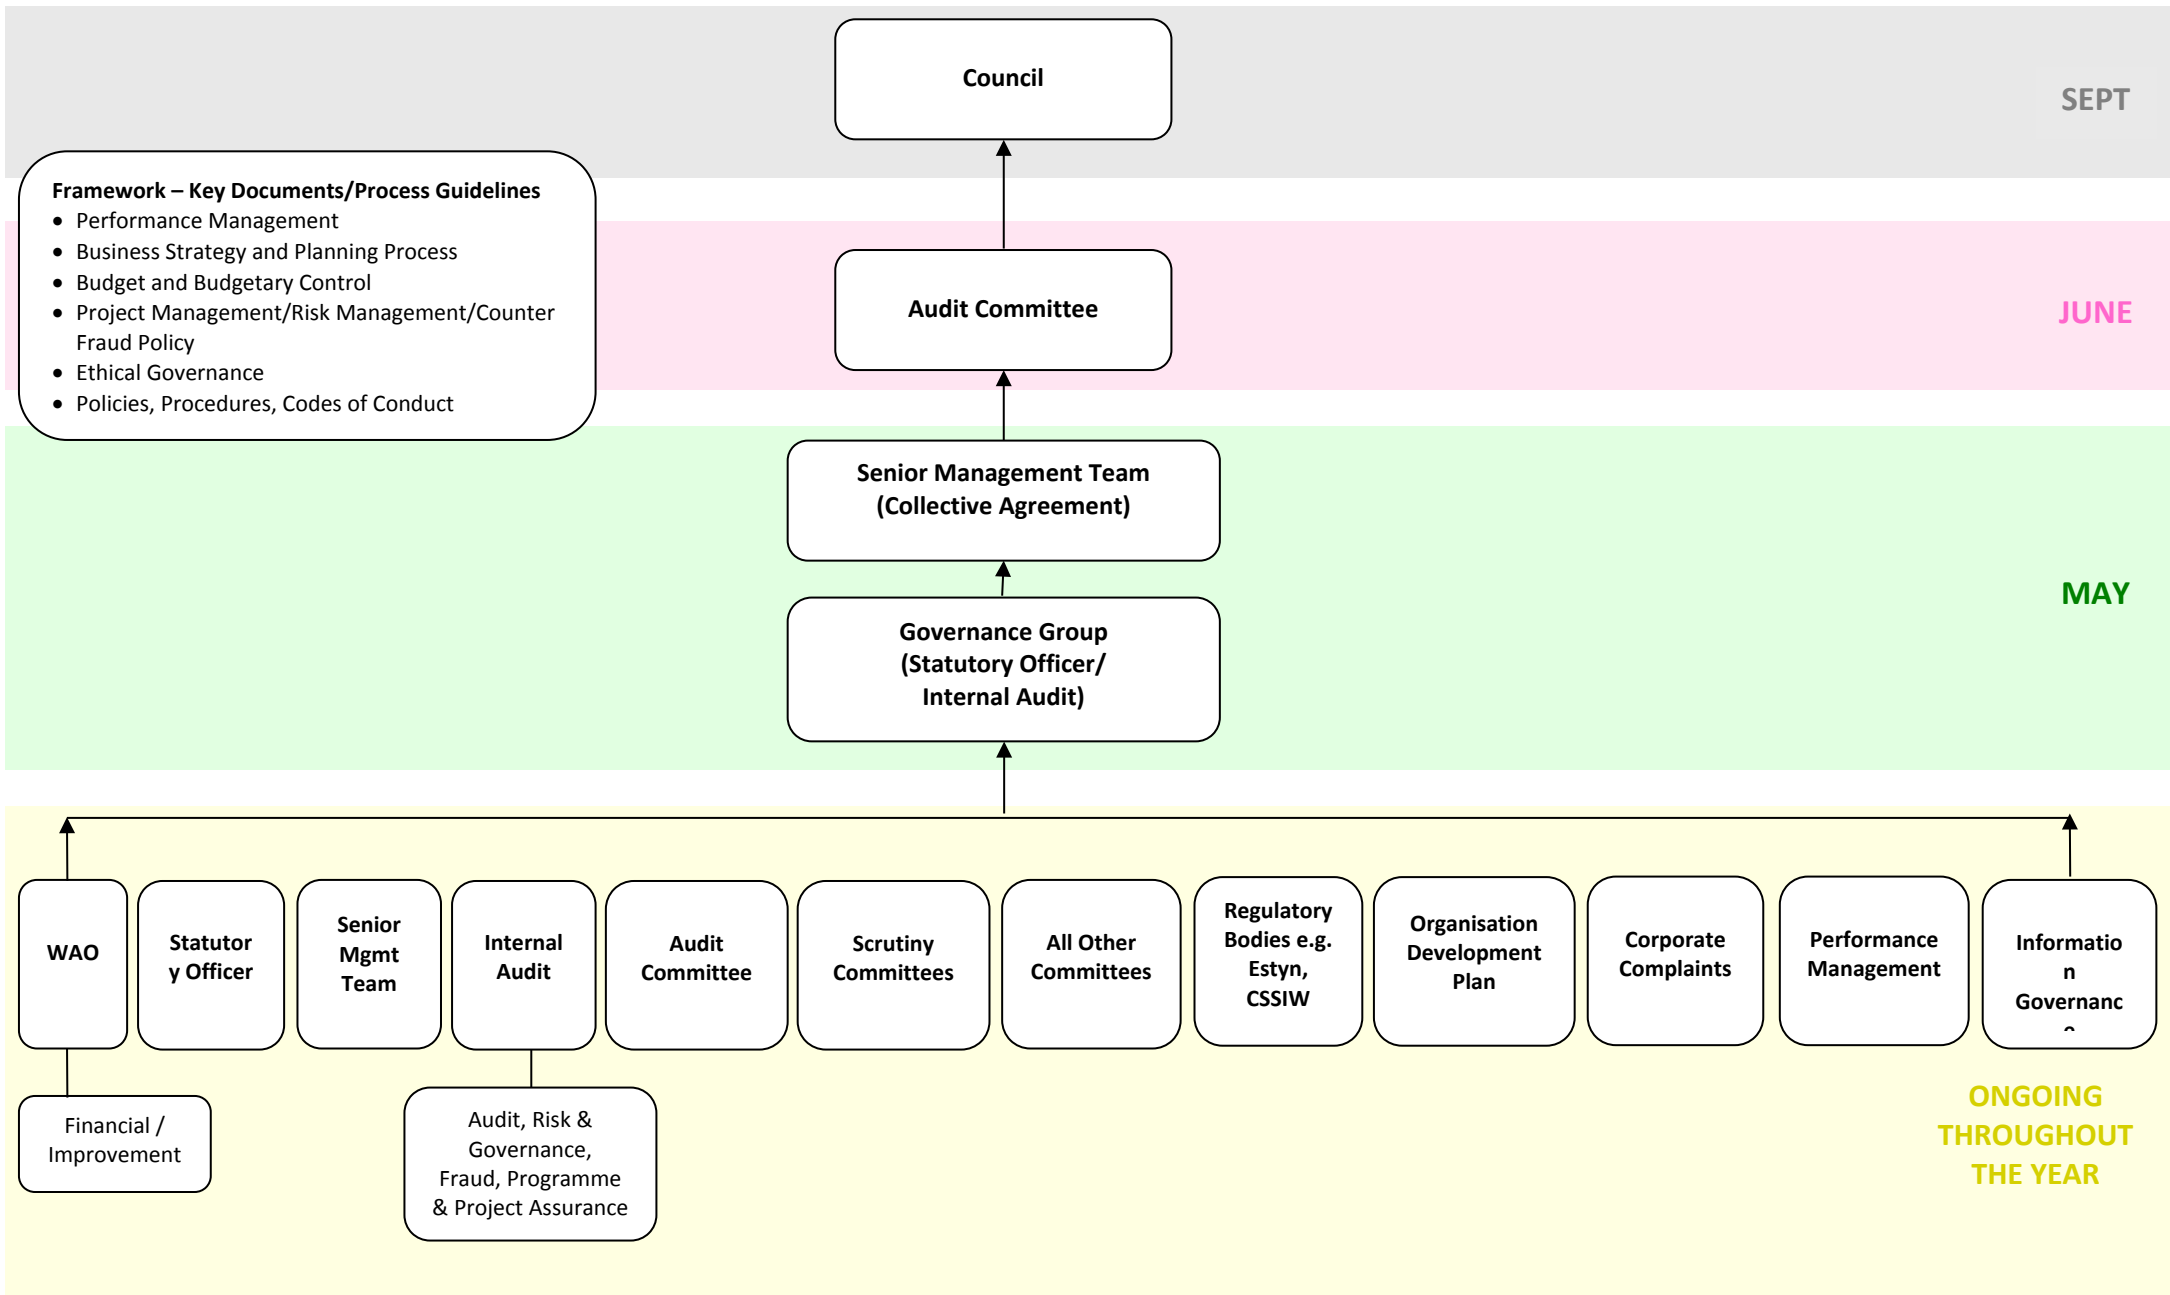 Council
SEPT
Framework – Key Documents/Process Guidelines
• Performance Management
• Business Strategy and Planning Process
• Budget and Budgetary Control
• Project Management/Risk Management/Counter
Fraud Policy
• Ethical Governance
• Policies, Procedures, Codes of Conduct
Audit Committee
JUNE
Senior Management Team
(Collective Agreement)
MAY
Governance Group
(Statutory Officer/
Internal Audit)
WAO
Statutor
y Officer
Senior
Mgmt
Team
Internal
Audit
Audit
Committee
Scrutiny
Committees
All Other
Committees
Regulatory
Bodies e.g.
Estyn,
CSSIW
Organisation
Development
Plan
Corporate
Complaints
Performance
Management
Informatio
n
Governanc
e
Financial /
Improvement
Audit, Risk &
Governance,
Fraud, Programme
& Project Assurance
ONGOING
THROUGHOUT
THE YEAR